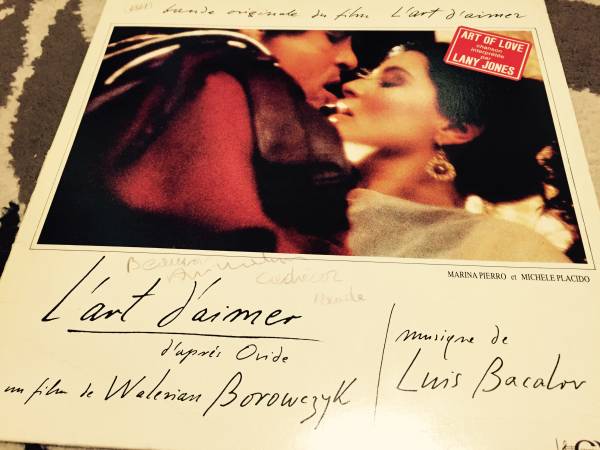 bande originale du film L'art d'aimer
ART OF LOVE
chanson
interprétée
par
LANY JONES
MARINA PIERRO et MICHELE PLACIDO
L'art d'aimer
d'après Ovide
un film de Walerian Borowczyk
musique de
Luis Bacalov